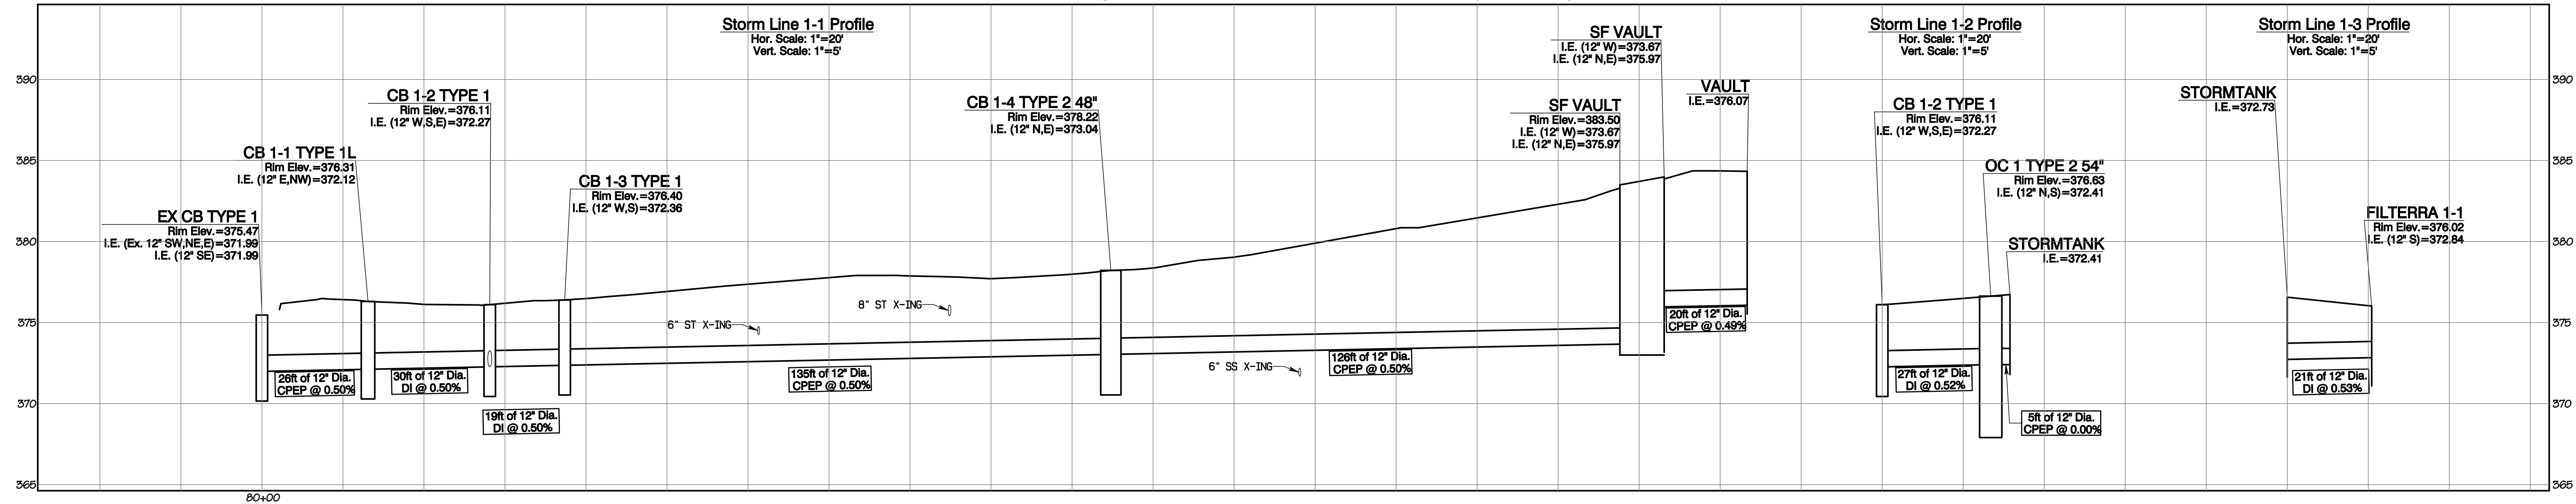 Storm Line 1-1 Profile
Hor. Scale: 1"=20'
Vert. Scale: 1"=5'
Storm Line 1-2 Profile
Hor. Scale: 1"=20'
Vert. Scale: 1"=5'
Storm Line 1-3 Profile
Hor. Scale: 1"=20'
Vert. Scale: 1"=5'
390
385
380
375
370
365
EX CB TYPE 1
Rim Elev.=375.47
I.E. (Ex. 12" SW,NE,E)=371.99
I.E. (12" SE)=371.99
CB 1-1 TYPE 1L
Rim Elev.=376.31
I.E. (12" E,NW)=372.12
CB 1-2 TYPE 1
Rim Elev.=376.11
I.E. (12" W,S,E)=372.27
CB 1-3 TYPE 1
Rim Elev.=376.40
I.E. (12" W,S)=372.36
CB 1-4 TYPE 2 48"
Rim Elev.=378.22
I.E. (12" N,E)=373.04
SF VAULT
I.E. (12" W)=373.67
I.E. (12" N,E)=375.97
SF VAULT
Rim Elev.=383.50
I.E. (12" W)=373.67
I.E. (12" N,E)=375.97
VAULT
I.E.=376.07
26ft of 12" Dia.
CPEP @ 0.50%
30ft of 12" Dia.
DI @ 0.50%
19ft of 12" Dia.
DI @ 0.50%
6" ST X-ING
8" ST X-ING
135ft of 12" Dia.
CPEP @ 0.50%
6" SS X-ING
126ft of 12" Dia.
CPEP @ 0.50%
20ft of 12" Dia.
CPEP @ 0.49%
80+00
CB 1-2 TYPE 1
Rim Elev.=376.11
I.E. (12" W,S,E)=372.27
OC 1 TYPE 2 54"
Rim Elev.=376.63
I.E. (12" N,S)=372.41
STORMTANK
I.E.=372.41
27ft of 12" Dia.
DI @ 0.52%
5ft of 12" Dia.
CPEP @ 0.00%
STORMTANK
I.E.=372.73
FILTERRA 1-1
Rim Elev.=376.02
I.E. (12" S)=372.84
21ft of 12" Dia.
DI @ 0.53%
390
385
380
375
370
365